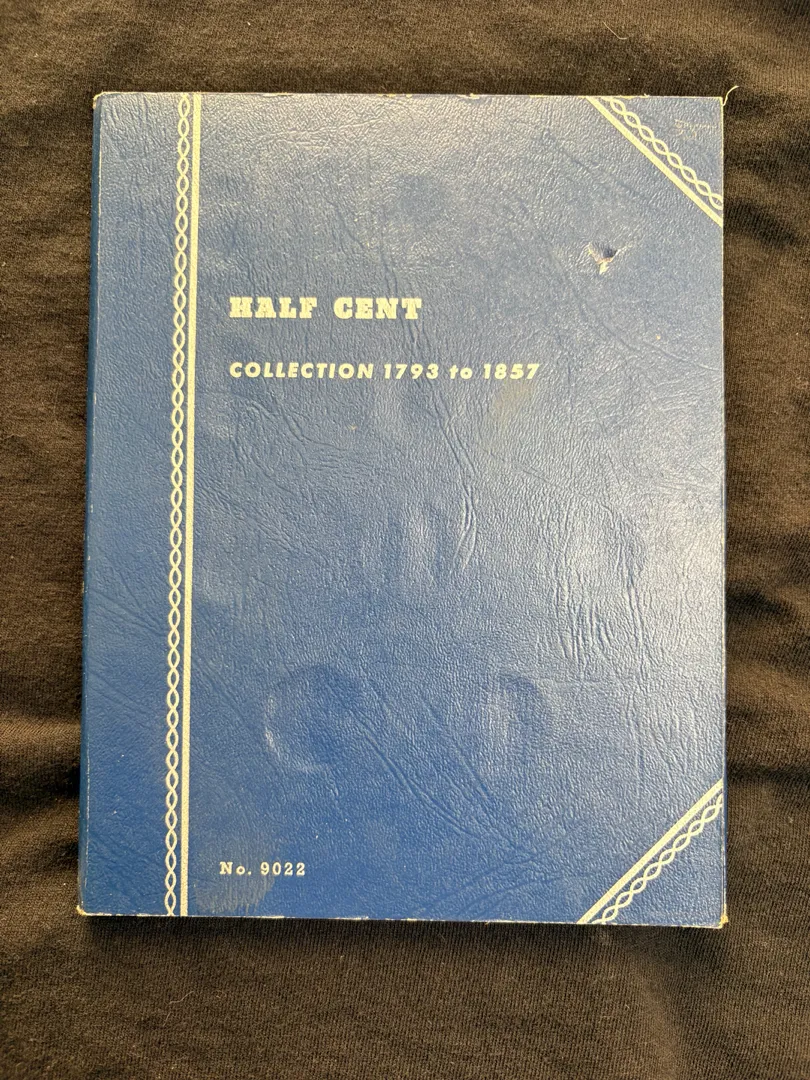 HALF CENT
COLLECTION 1793 to 1857
No. 9022